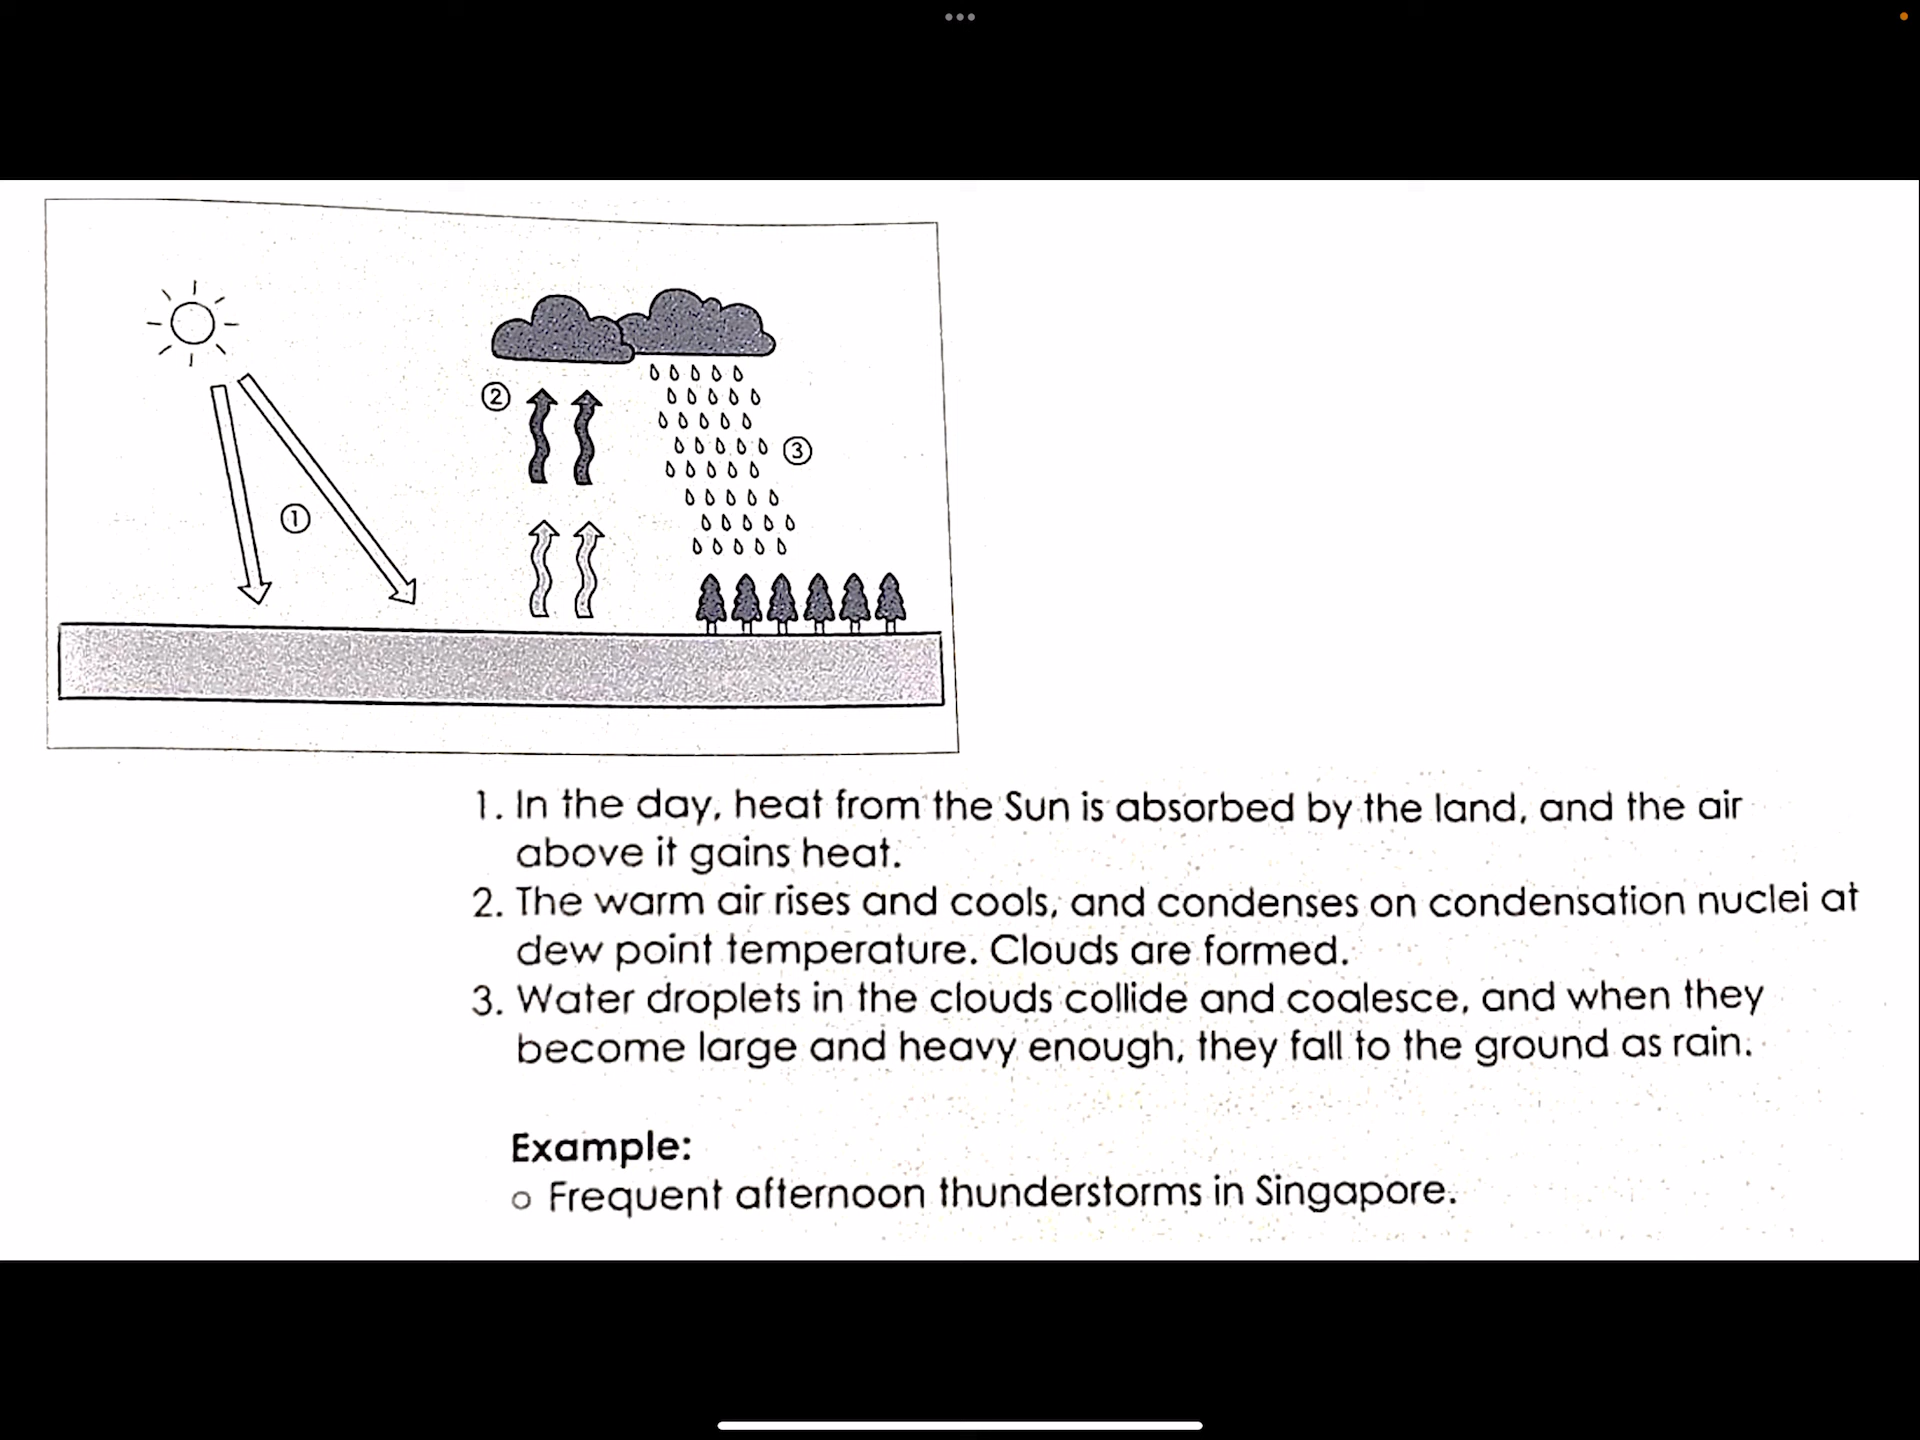 ①
②
③
1. In the day, heat from the Sun is absorbed by the land, and the air
above it gains heat.
2. The warm air rises and cools, and condenses on condensation nuclei at
dew point temperature. Clouds are formed.
3. Water droplets in the clouds collide and coalesce, and when they
become large and heavy enough, they fall to the ground as rain.
Example:
o Frequent afternoon thunderstorms in Singapore.